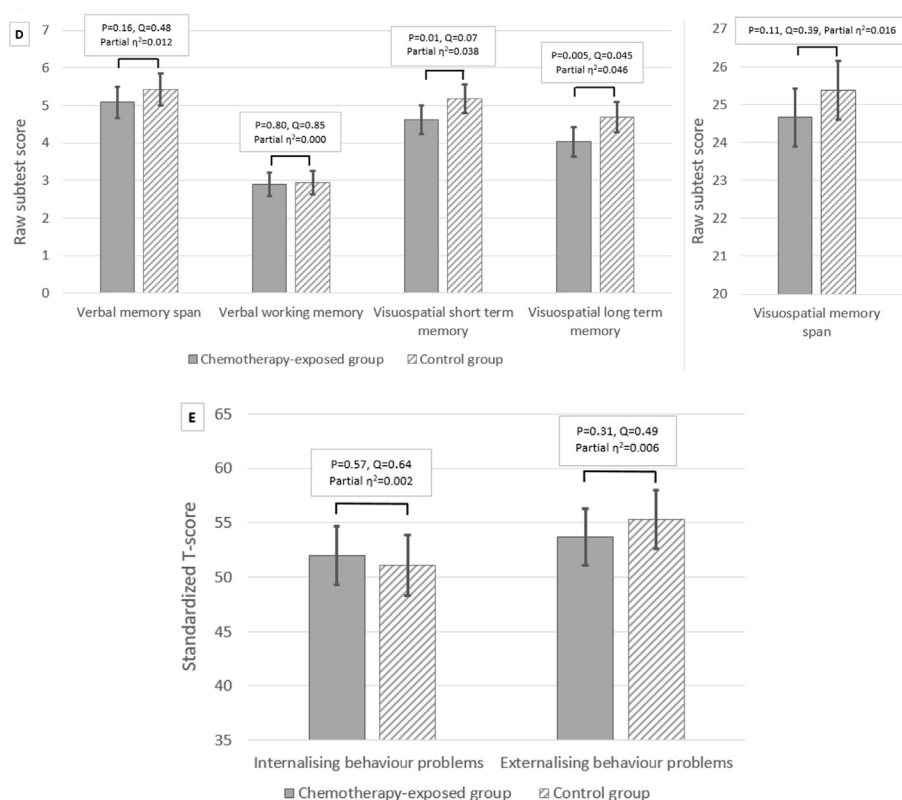 D
7
6
5
4
3
2
1
0
Raw subtest score
P=0.16, Q=0.48
Partial η²=0.012
P=0.80, Q=0.85
Partial η²=0.000
P=0.01, Q=0.07
Partial η²=0.038
P=0.005, Q=0.045
Partial η²=0.046
Verbal memory span
Verbal working memory
Visuospatial short term
memory
Visuospatial long term
memory
Chemotherapy-exposed group
Control group
27
26
25
24
23
22
21
20
Raw subtest score
P=0.11, Q=0.39, Partial η²=0.016
Visuospatial memory
span
E
65
60
55
50
45
40
35
Standardized T-score
P=0.57, Q=0.64
Partial η²=0.002
P=0.31, Q=0.49
Partial η²=0.006
Internalising behaviour problems
Externalising behaviour problems
Chemotherapy-exposed group
Control group